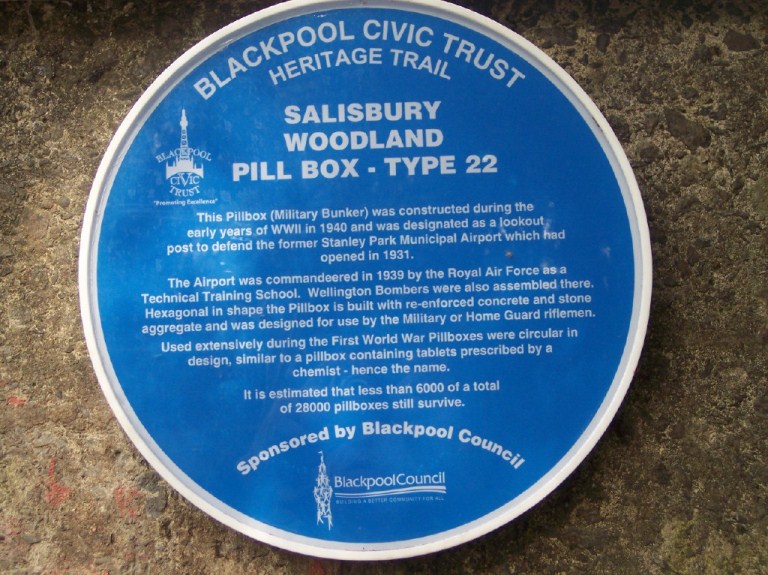 BLACKPOOL CIVIC TRUST
HERITAGE TRAIL
SALISBURY
WOODLAND
PILL BOX - TYPE 22
BLACKPOOL
CIVIC
TRUST
"Promoting Excellence"
This Pillbox (Military Bunker) was constructed during the
early years of WWII in 1940 and was designated as a lookout
post to defend the former Stanley Park Municipal Airport which had
opened in 1931.
The Airport was commandeered in 1939 by the Royal Air Force as a
Technical Training School. Wellington Bombers were also assembled there.
Hexagonal in shape the Pillbox is built with re-enforced concrete and stone
aggregate and was designed for use by the Military or Home Guard riflemen.
Used extensively during the First World War Pillboxes were circular in
design, similar to a pillbox containing tablets prescribed by a
chemist - hence the name.
It is estimated that less than 6000 of a total
of 28000 pillboxes still survive.
Sponsored by Blackpool Council
BlackpoolCouncil
BUILDING A BETTER COMMUNITY FOR ALL